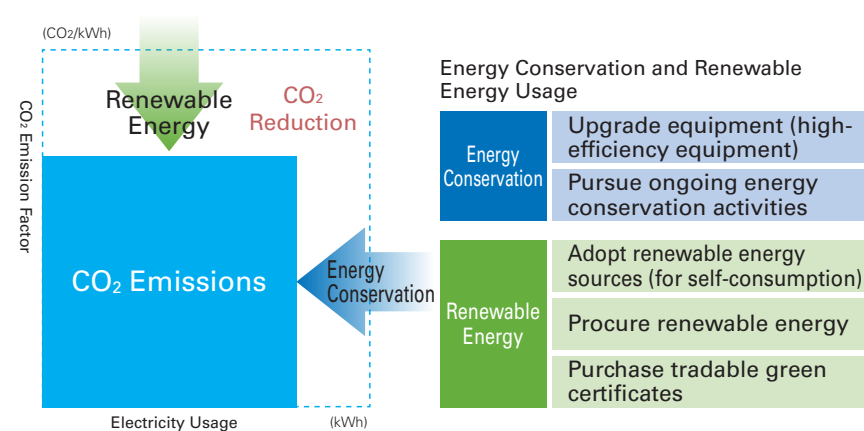 (CO2/kWh)
CO2 Emission Factor
Renewable
Energy
CO2
Reduction
CO2 Emissions
Energy
Conservation
Electricity Usage
(kWh)
Energy Conservation and Renewable
Energy Usage
Energy
Conservation
Upgrade equipment (high-
efficiency equipment)
Pursue ongoing energy
conservation activities
Renewable
Energy
Adopt renewable energy
sources (for self-consumption)
Procure renewable energy
Purchase tradable green
certificates